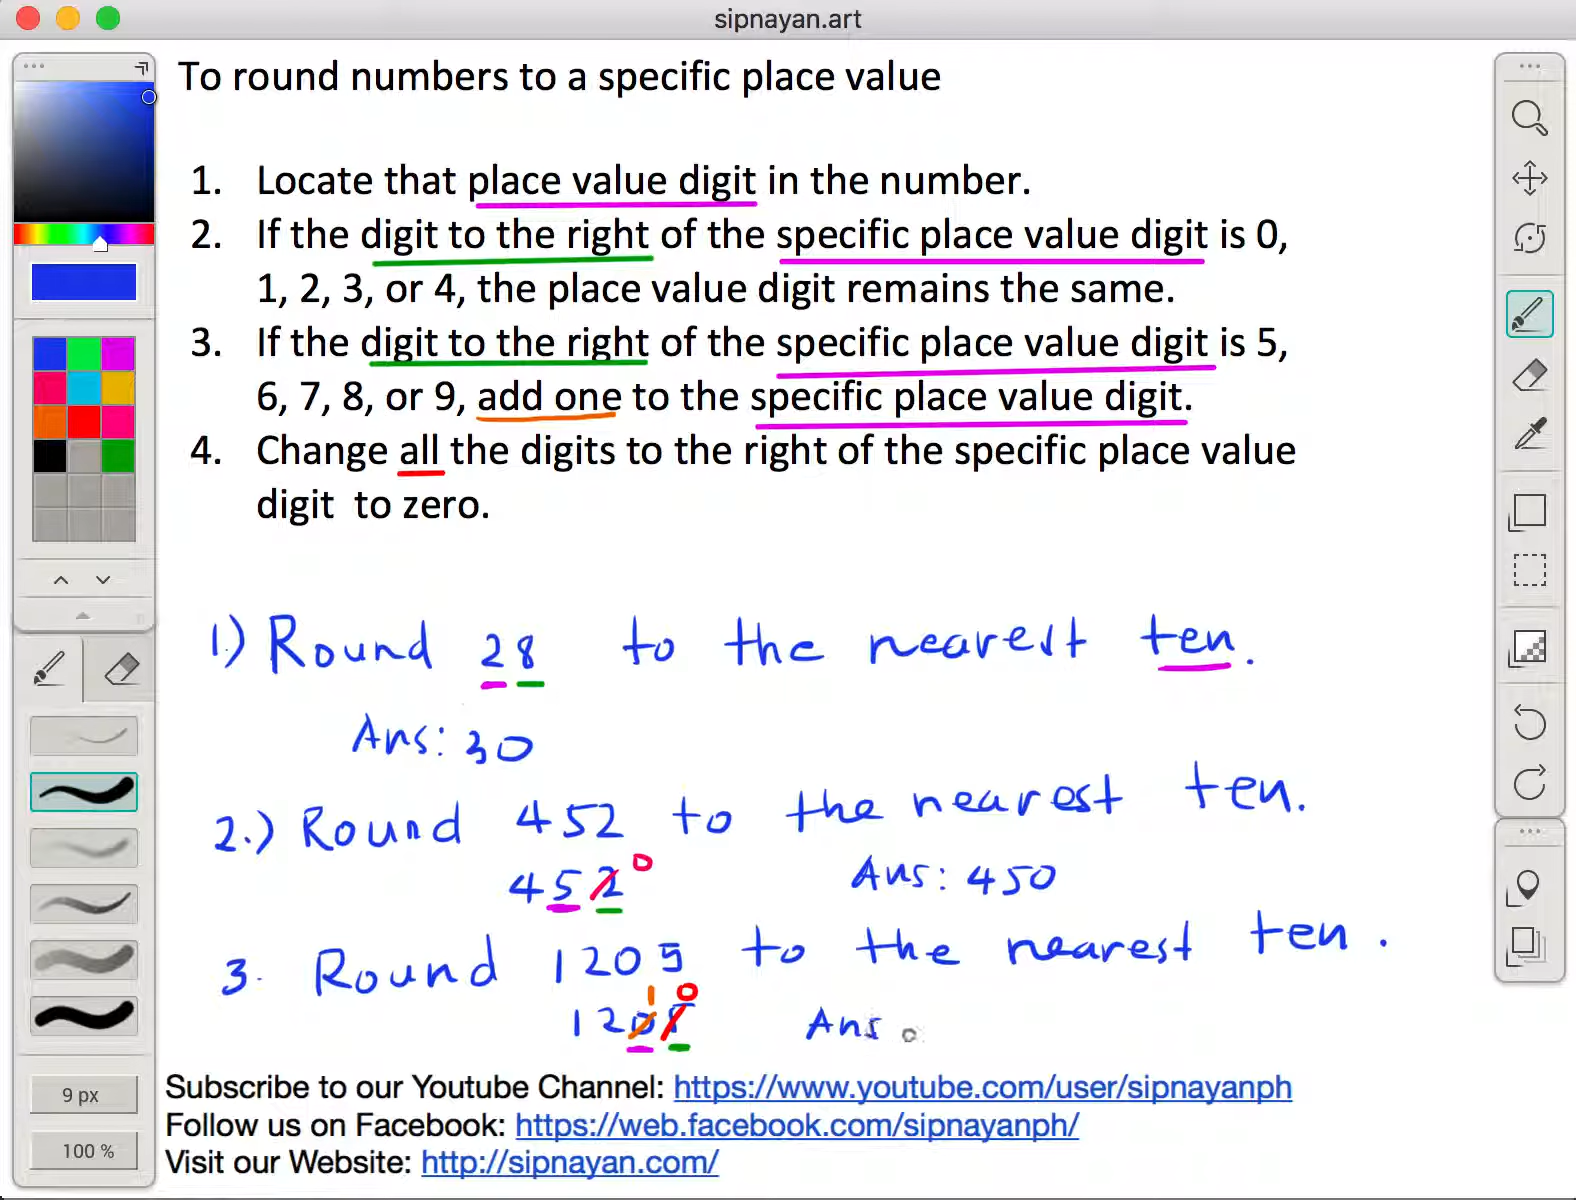 sipnayan.art
To round numbers to a specific place value
1. Locate that place value digit in the number.
2. If the digit to the right of the specific place value digit is 0,
1, 2, 3, or 4, the place value digit remains the same.
3. If the digit to the right of the specific place value digit is 5,
6, 7, 8, or 9, add one to the specific place value digit.
4. Change all the digits to the right of the specific place value
digit to zero.
1.) Round 28 to the nearest ten.
Ans: 30
2.) Round 452 to the nearest ten.
0
452 Ans: 450
3. Round 1205 to the nearest ten.
1 0
1205 Ans
9 px
100 %
Subscribe to our Youtube Channel: https://www.youtube.com/user/sipnayanph
Follow us on Facebook: https://web.facebook.com/sipnayanph/
Visit our Website: http://sipnayan.com/